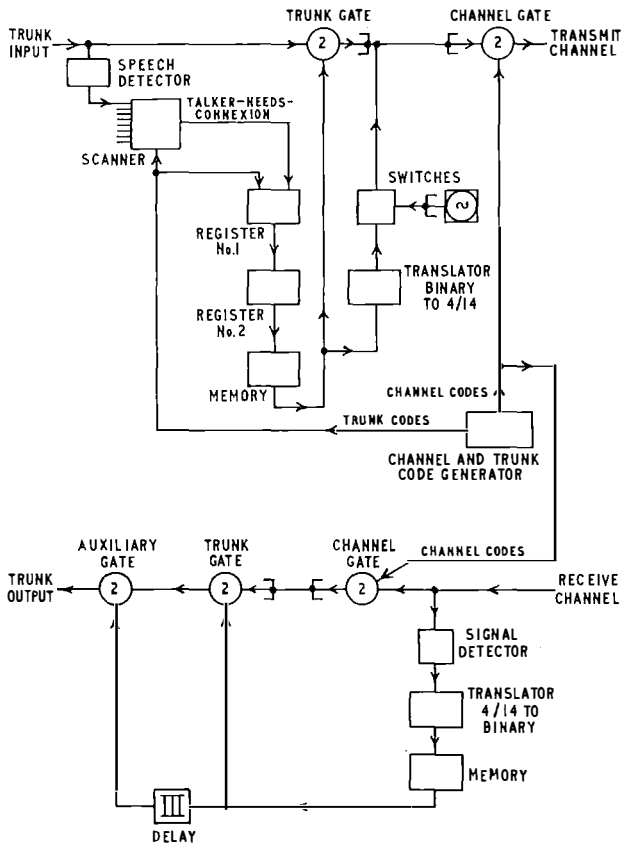 TRUNK GATE
CHANNEL GATE
TRUNK
INPUT
2
2
TRANSMIT
CHANNEL
SPEECH
DETECTOR
TALKER-NEEDS-
CONNEXION
SCANNER
SWITCHES
REGISTER
No.1
TRANSLATOR
BINARY
TO 4/14
REGISTER
No.2
MEMORY
CHANNEL CODES
TRUNK CODES
CHANNEL AND TRUNK
CODE GENERATOR
AUXILIARY
GATE
TRUNK
GATE
CHANNEL
GATE
CHANNEL CODES
TRUNK
OUTPUT
2
2
2
RECEIVE
CHANNEL
SIGNAL
DETECTOR
TRANSLATOR
4/14 TO
BINARY
MEMORY
DELAY